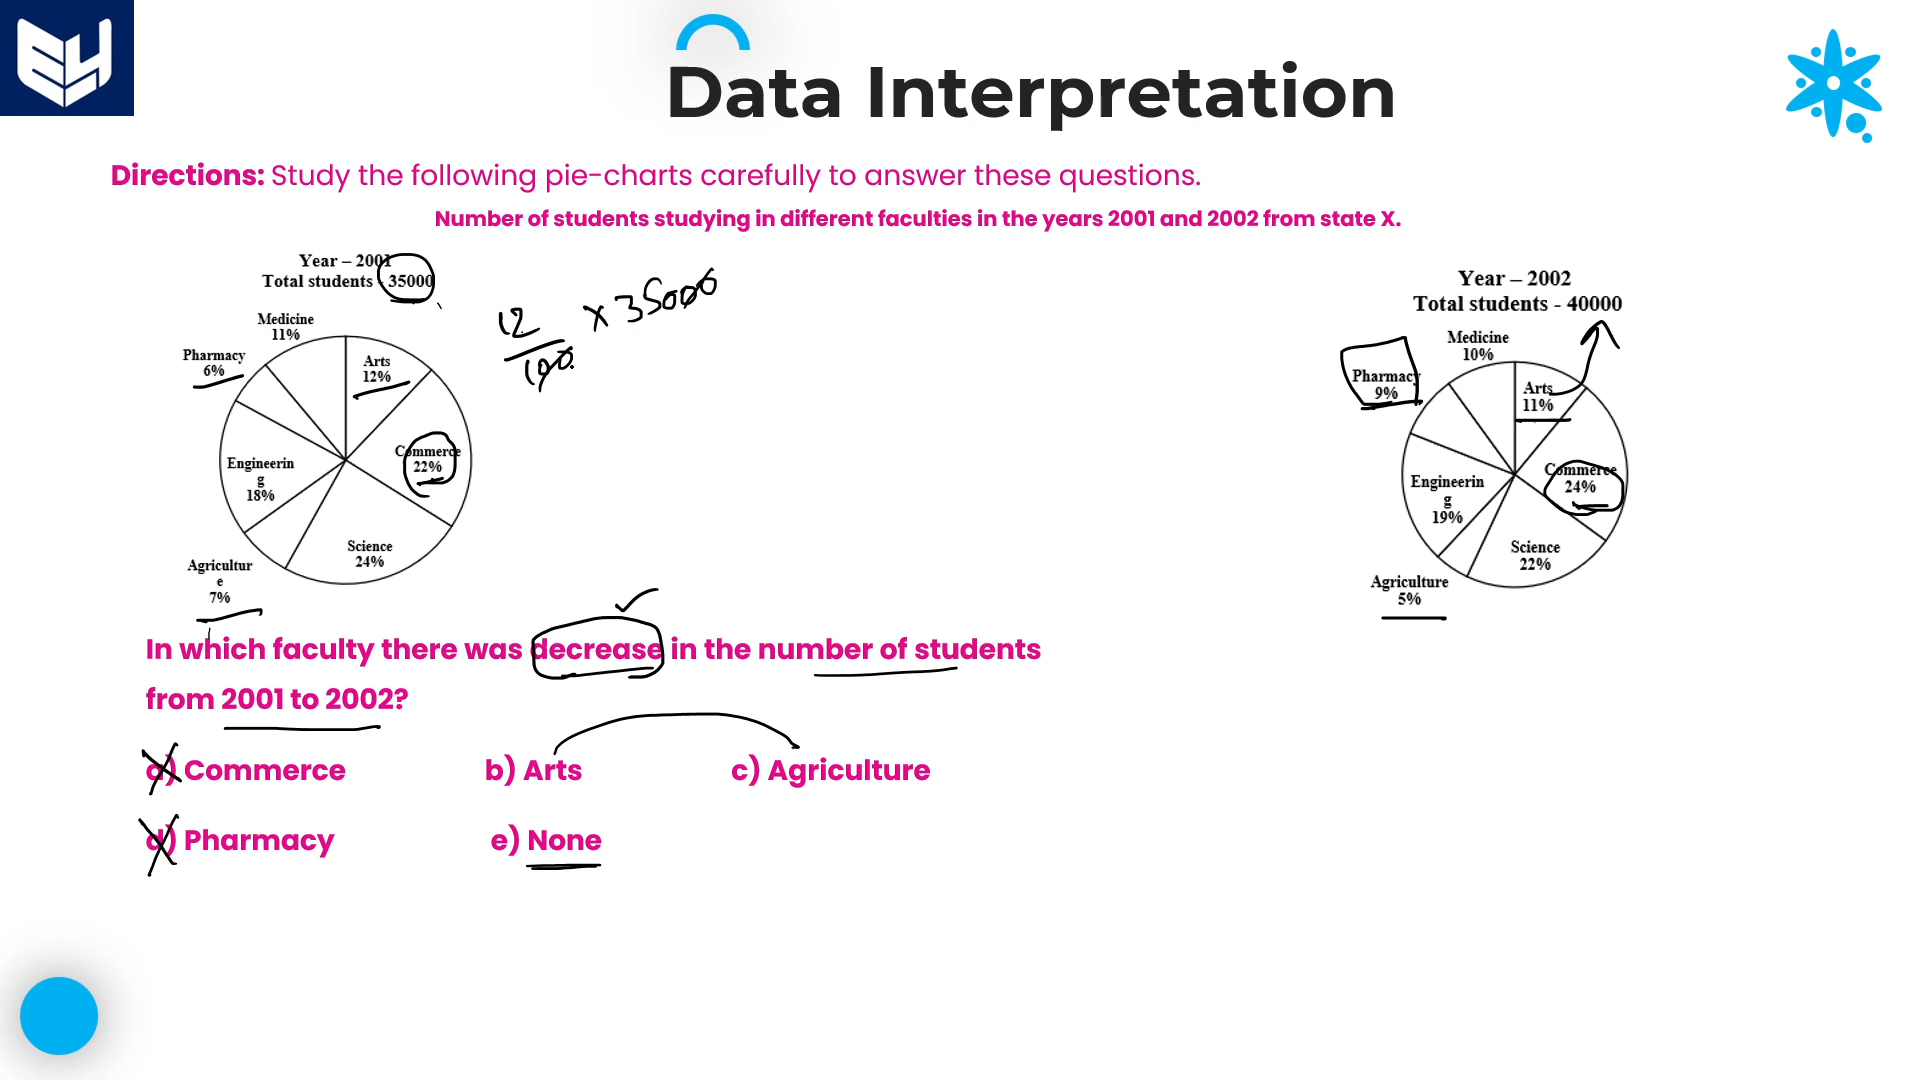 Data Interpretation
Directions: Study the following pie-charts carefully to answer these questions.
Number of students studying in different faculties in the years 2001 and 2002 from state X.
Year – 2001
Total students - 35000
Medicine
11%
Pharmacy
6%
Arts
12%
Commerce
22%
Engineerin
g
18%
Science
24%
Agricultur
e
7%
12
100
x 35000
Year – 2002
Total students - 40000
Medicine
10%
Pharmacy
9%
Arts
11%
Commerce
24%
Engineerin
g
19%
Science
22%
Agriculture
5%
In which faculty there was decrease in the number of students
from 2001 to 2002?
a) Commerce b) Arts c) Agriculture
d) Pharmacy e) None